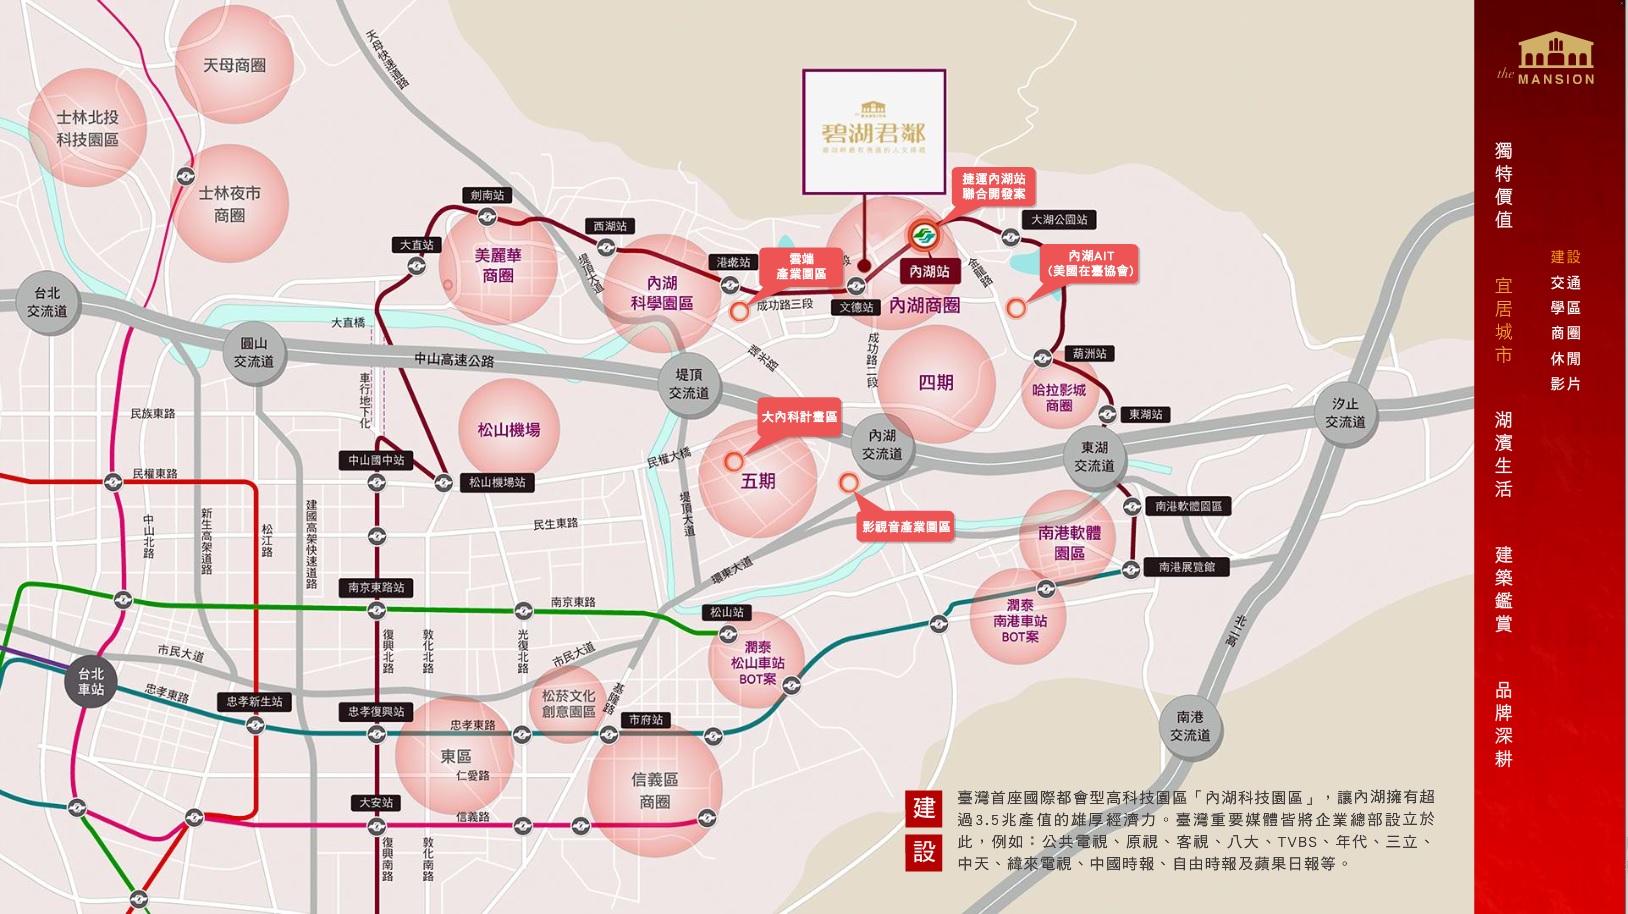 天母商圈
天母快速道路
士林北投
科技園區
士林夜市
商圈
碧湖君鄰
the
MANSION
捷運內湖站
聯合開發案
劍南站
大直站
西湖站
大湖公園站
美麗華
商圈
堤頂大道
內湖
科學園區
港墘站
雲端
產業園區
段
內湖站
金龍路
內湖AIT
(美國在臺協會)
成功路三段
文德站
內湖商圈
台北
交流道
大直橋
圓山
交流道
中山高速公路
堤頂
交流道
瑞光路
成功路二段
四期
葫洲站
哈拉影城
商圈
東湖站
汐止
交流道
車行地下化
民族東路
松山機場
大內科計畫區
內湖
交流道
東湖
交流道
中山國中站
松山機場站
民權東路
民權大橋
五期
堤頂大道
影視音產業園區
南港軟體園區
南港軟體
園區
南港展覽館
中山北路
新生高架道路
松江路
建國高架快速道路
民生東路
環東大道
南京東路站
南京東路
松山站
潤泰
松山車站
BOT案
潤泰
南港車站
BOT案
北二高
復興北路
敦化北路
光復北路
市民大道
市民大道
台北
車站
忠孝東路
忠孝新生站
忠孝復興站
忠孝東路
松菸文化
創意園區
基隆路
市府站
南港
交流道
東區
仁愛路
信義區
商圈
大安站
信義路
復興南路
敦化南路
建設
臺灣首座國際都會型高科技園區「內湖科技園區」，讓內湖擁有超
過3.5兆產值的雄厚經濟力。臺灣重要媒體皆將企業總部設立於
此，例如：公共電視、原視、客視、八大、TVBS、年代、三立、
中天、緯來電視、中國時報、自由時報及蘋果日報等。
the
MANSION
獨特價值
宜居城市
建設
交通
學區
商圈
休閒
影片
湖濱生活
建築鑑賞
品牌深耕